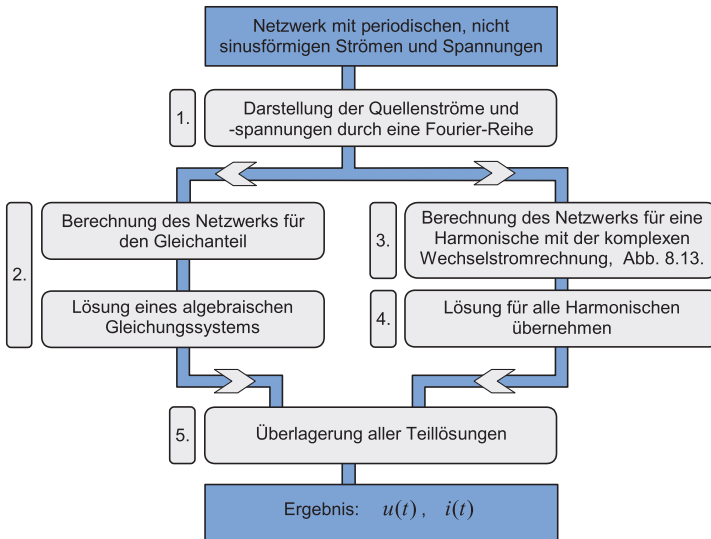 Netzwerk mit periodischen, nicht
sinusförmigen Strömen und Spannungen
1.
Darstellung der Quellenströme und
-spannungen durch eine Fourier-Reihe
2.
Berechnung des Netzwerks für
den Gleichanteil
Lösung eines algebraischen
Gleichungssystems
3.
Berechnung des Netzwerks für eine
Harmonische mit der komplexen
Wechselstromrechnung, Abb. 8.13.
4.
Lösung für alle Harmonischen
übernehmen
5.
Überlagerung aller Teillösungen
Ergebnis: u(t), i(t)